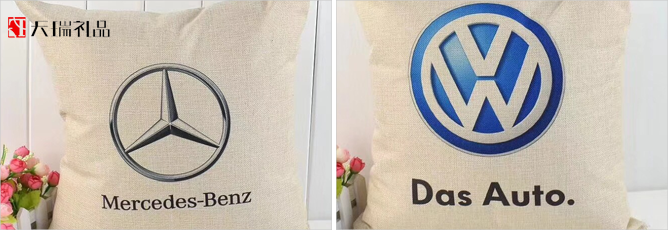 天瑞礼品
Mercedes-Benz
Das Auto.